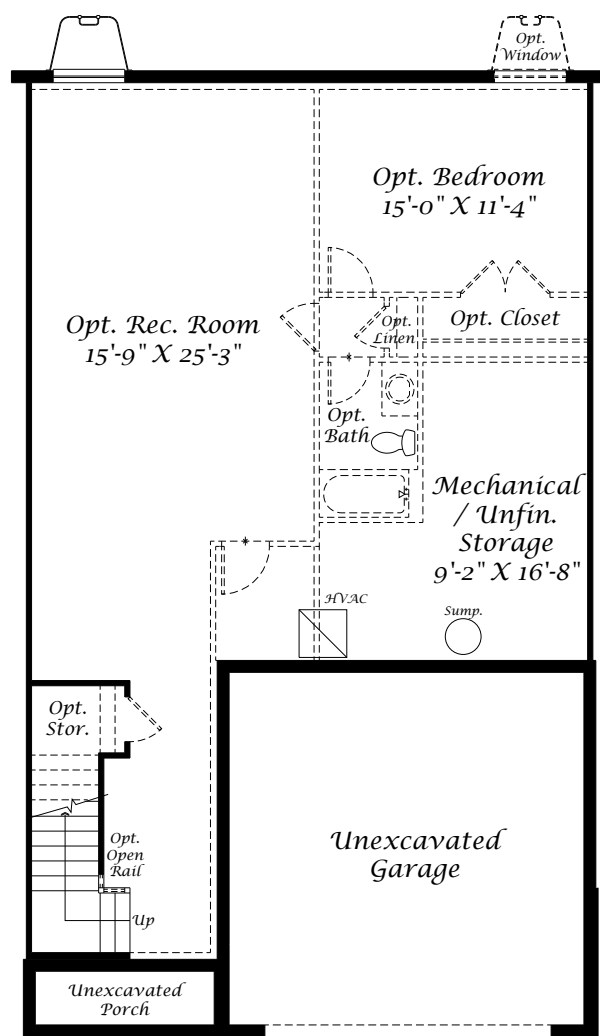 Opt.
Window
Opt. Bedroom
15'-0" X 11'-4"
Opt. Rec. Room
15'-9" X 25'-3"
Opt.
Linen
Opt. Closet
Opt.
Bath
Mechanical
/ Unfin.
Storage
9'-2" X 16'-8"
HVAC
Sump.
Opt.
Stor.
Opt.
Open
Rail
Up
Unexcavated
Garage
Unexcavated
Porch